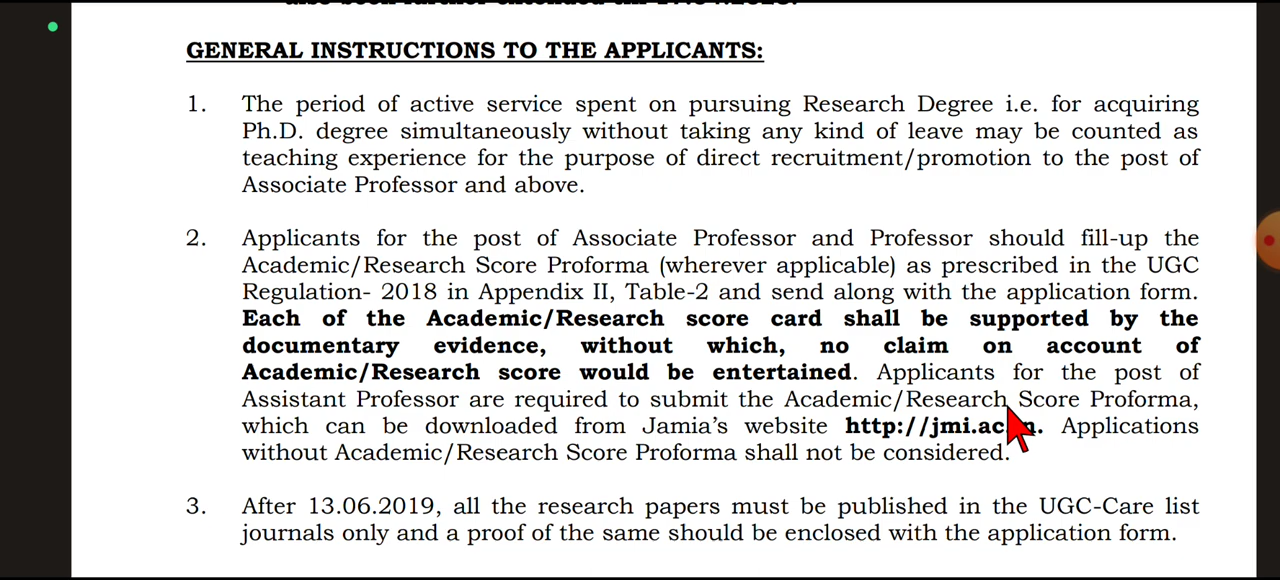 GENERAL INSTRUCTIONS TO THE APPLICANTS:
1. The period of active service spent on pursuing Research Degree i.e. for acquiring
Ph.D. degree simultaneously without taking any kind of leave may be counted as
teaching experience for the purpose of direct recruitment/promotion to the post of
Associate Professor and above.
2. Applicants for the post of Associate Professor and Professor should fill-up the
Academic/Research Score Proforma (wherever applicable) as prescribed in the UGC
Regulation- 2018 in Appendix II, Table-2 and send along with the application form.
Each of the Academic/Research score card shall be supported by the
documentary evidence, without which, no claim on account of
Academic/Research score would be entertained. Applicants for the post of
Assistant Professor are required to submit the Academic/Research Score Proforma,
which can be downloaded from Jamia's website Applications
without Academic/Research Score Proforma shall not be considered.
3. After 13.06.2019, all the research papers must be published in the UGC-Care list
journals only and a proof of the same should be enclosed with the application form.